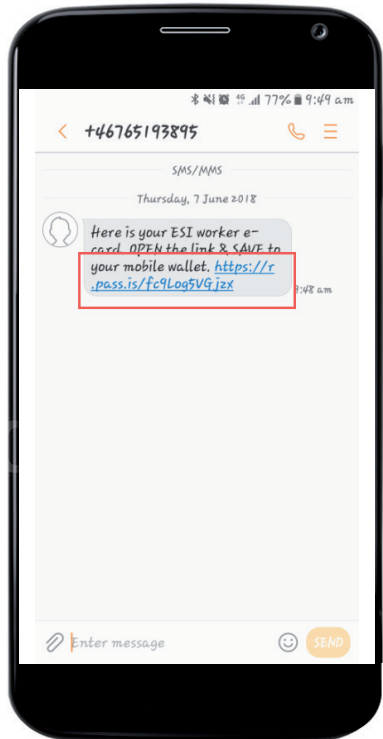 77% 9:49 am
+46765193895
SMS/MMS
Thursday, 7 June 2018
Here is your ESI worker e-
card. OPEN the link & SAVE to
your mobile wallet. https://r
.pass.is/fc9Log5VGjzx
9:48 am
Enter message
SEND